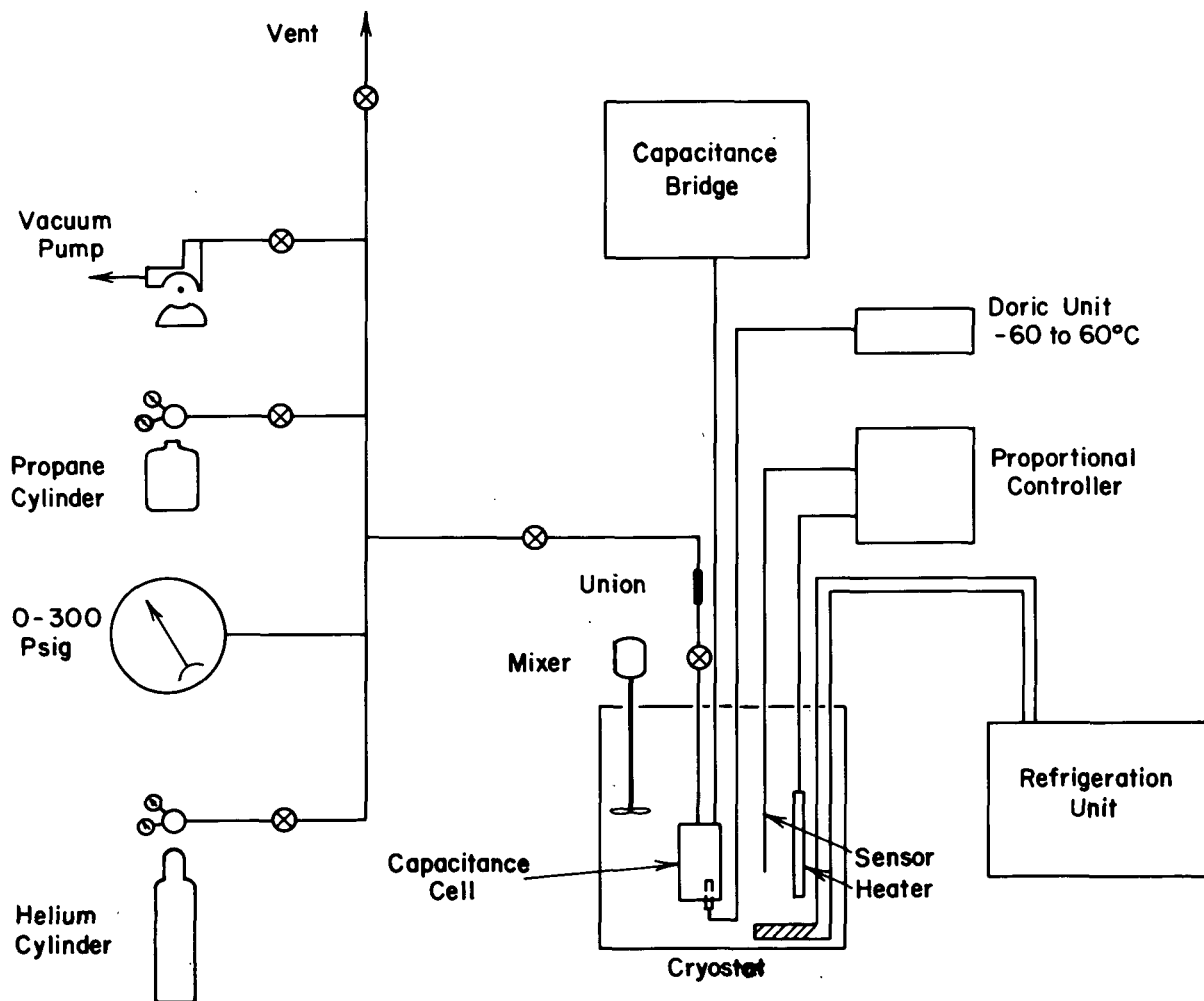 Vent
Capacitance
Bridge
Vacuum
Pump
Doric Unit
-60 to 60°C
Propane
Cylinder
Proportional
Controller
Union
0-300
Psig
Mixer
Refrigeration
Unit
Capacitance
Cell
Sensor
Heater
Helium
Cylinder
Cryostat